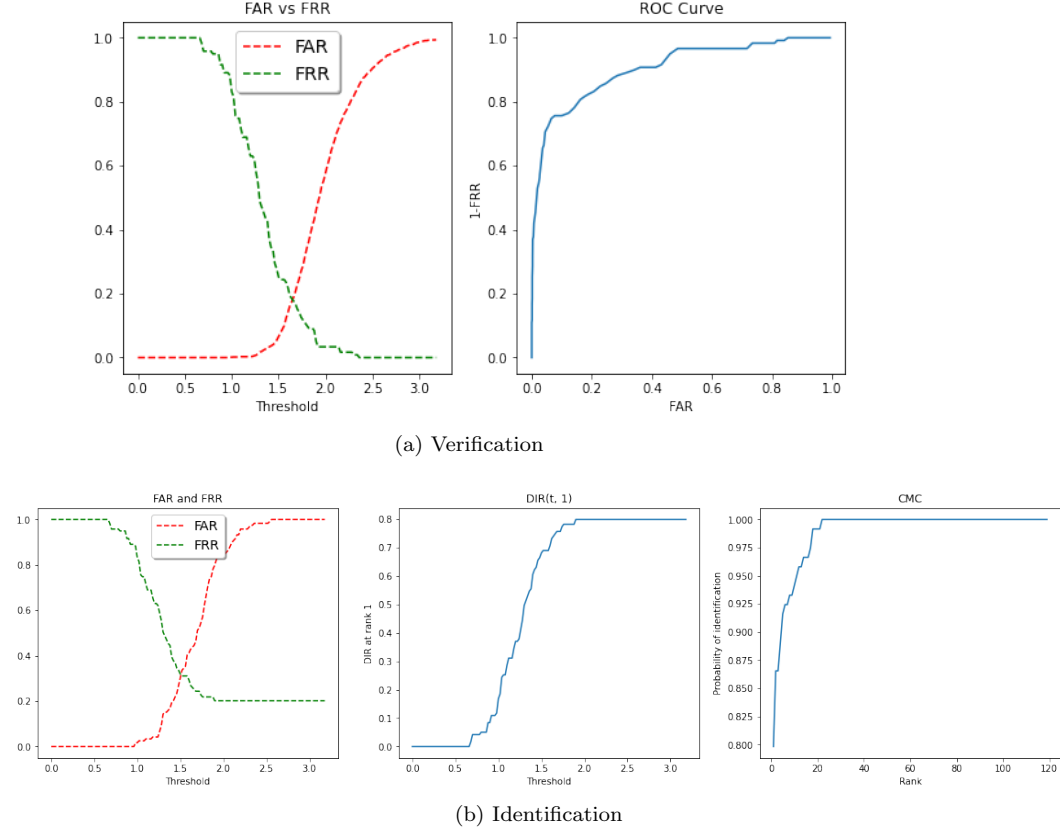 FAR vs FRR
1.0
0.8
0.6
0.4
0.2
0.0
FAR
FRR
0.0 0.5 1.0 1.5 2.0 2.5 3.0
Threshold
ROC Curve
1-FRR
1.0
0.8
0.6
0.4
0.2
0.0
0.0 0.2 0.4 0.6 0.8 1.0
FAR
(a) Verification
FAR and FRR
1.0
0.8
0.6
0.4
0.2
0.0
FAR
FRR
0.0 0.5 1.0 1.5 2.0 2.5 3.0
Threshold
DIR(t, 1)
DIR at rank 1
0.8
0.7
0.6
0.5
0.4
0.3
0.2
0.1
0.0
0.0 0.5 1.0 1.5 2.0 2.5 3.0
Threshold
CMC
Probability of identification
1.000
0.975
0.950
0.925
0.900
0.875
0.850
0.825
0.800
0 20 40 60 80 100 120
Rank
(b) Identification